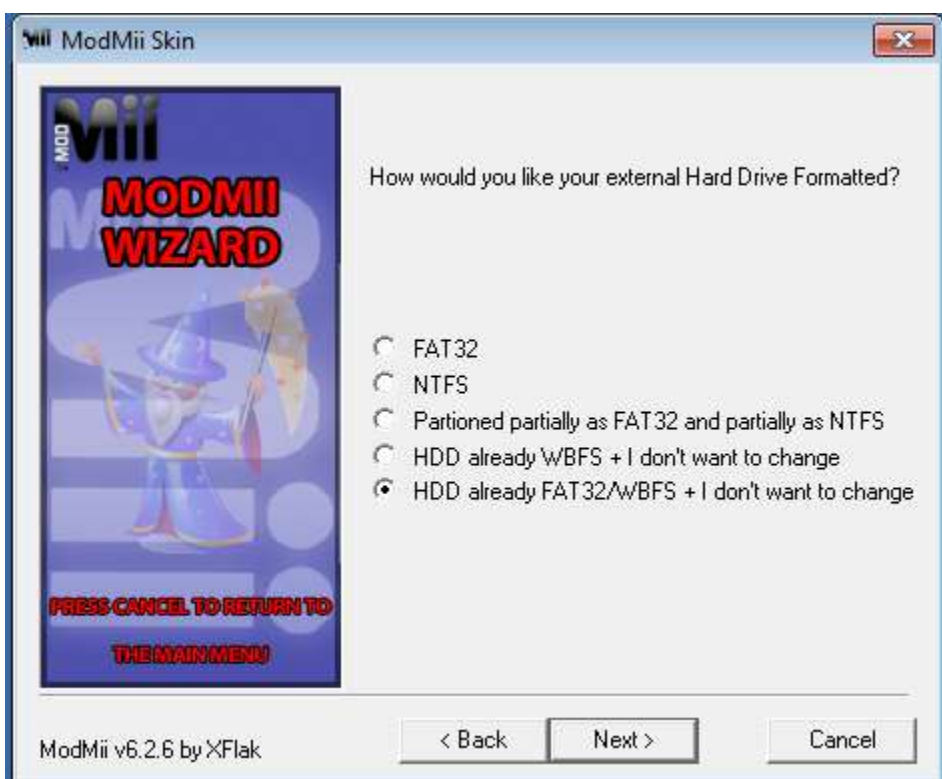 ModMii Skin
MOD
Mii
MODMII
WIZARD
PRESS CANCEL TO RETURN TO
THE MAIN MENU
How would you like your external Hard Drive Formatted?
FAT32
NTFS
Partioned partially as FAT32 and partially as NTFS
HDD already WBFS + I don't want to change
HDD already FAT32/WBFS + I don't want to change
ModMii v6.2.6 by XFlak
< Back
Next >
Cancel